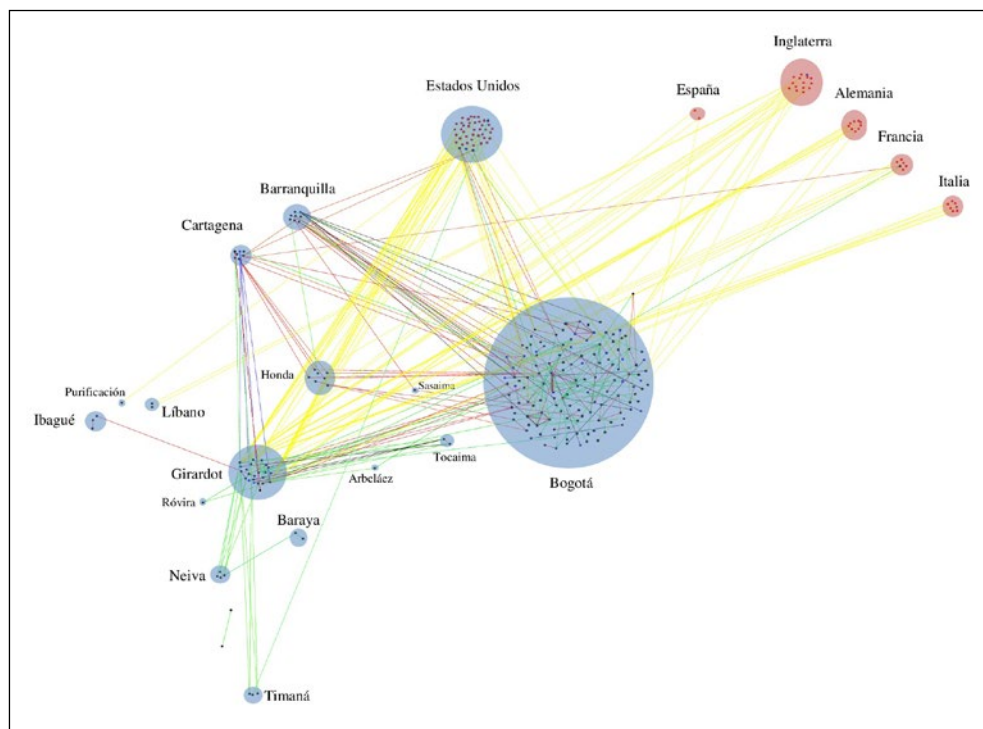 Inglaterra
Estados Unidos
España
Alemania
Francia
Barranquilla
Italia
Cartagena
Honda
Sasaima
Purificación
Líbano
Ibagué
Tocaima
Girardot
Arbeláez
Bogotá
Róvira
Baraya
Neiva
Timaná